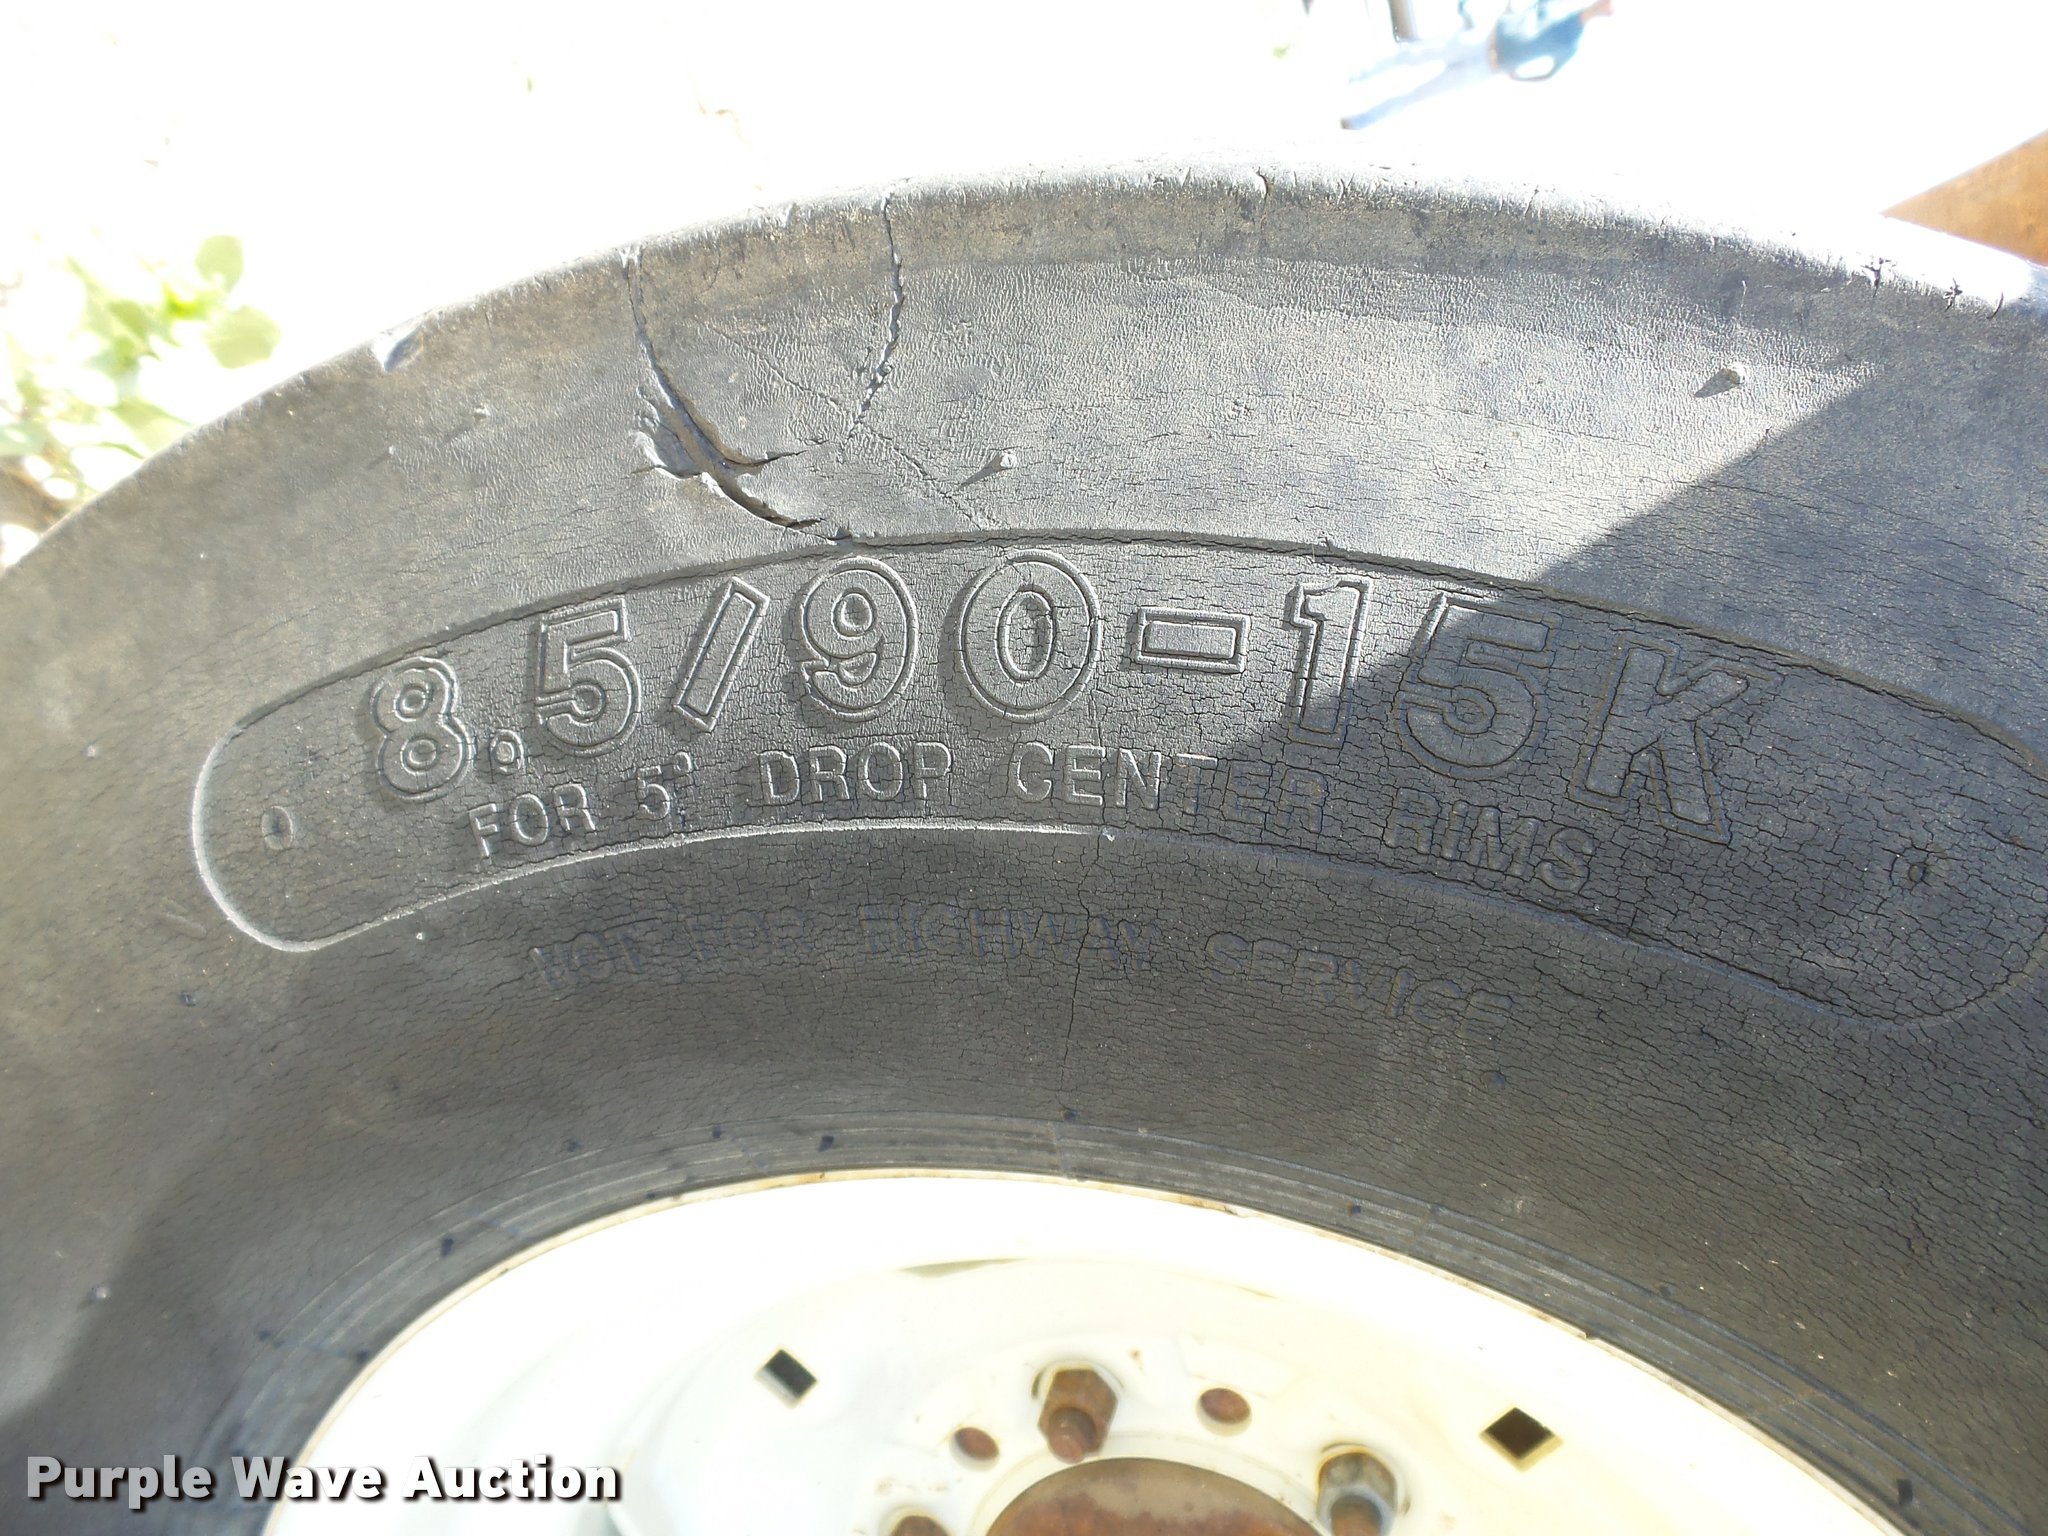 8.5/90-15K
FOR 5° DROP CENTER RIMS
NOT FOR HIGHWAY SERVICE
Purple Wave Auction